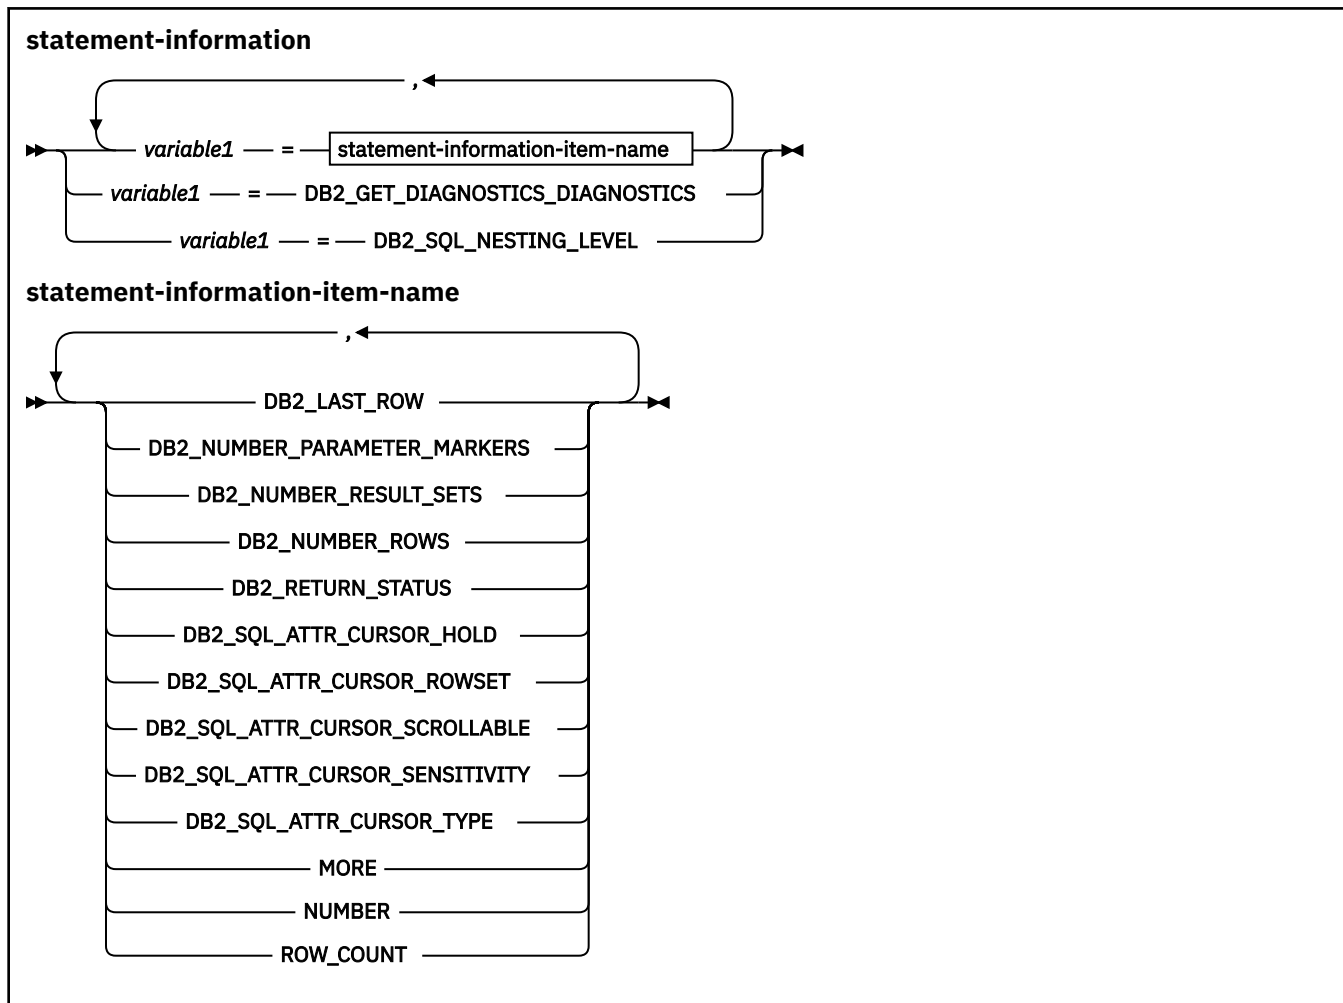 statement-information
,
variable1 = statement-information-item-name
variable1 = DB2_GET_DIAGNOSTICS_DIAGNOSTICS
variable1 = DB2_SQL_NESTING_LEVEL
statement-information-item-name
,
DB2_LAST_ROW
DB2_NUMBER_PARAMETER_MARKERS
DB2_NUMBER_RESULT_SETS
DB2_NUMBER_ROWS
DB2_RETURN_STATUS
DB2_SQL_ATTR_CURSOR_HOLD
DB2_SQL_ATTR_CURSOR_ROWSET
DB2_SQL_ATTR_CURSOR_SCROLLABLE
DB2_SQL_ATTR_CURSOR_SENSITIVITY
DB2_SQL_ATTR_CURSOR_TYPE
MORE
NUMBER
ROW_COUNT